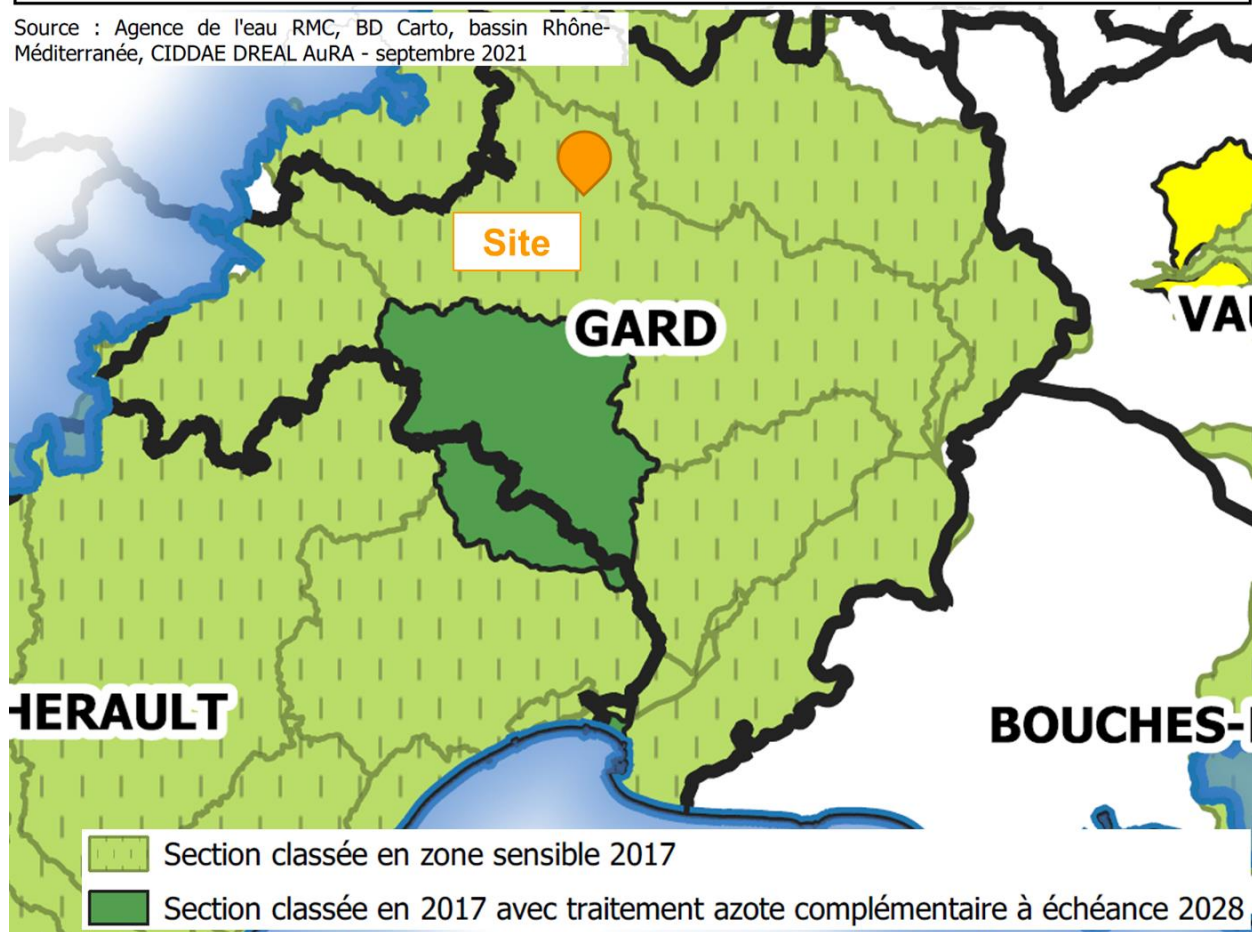 Source : Agence de l'eau RMC, BD Carto, bassin Rhône-
Méditerranée, CIDDAE DREAL AuRA - septembre 2021
Site
GARD
VAU
HERAULT
BOUCHES-
Section classée en zone sensible 2017
Section classée en 2017 avec traitement azote complémentaire à échéance 2028